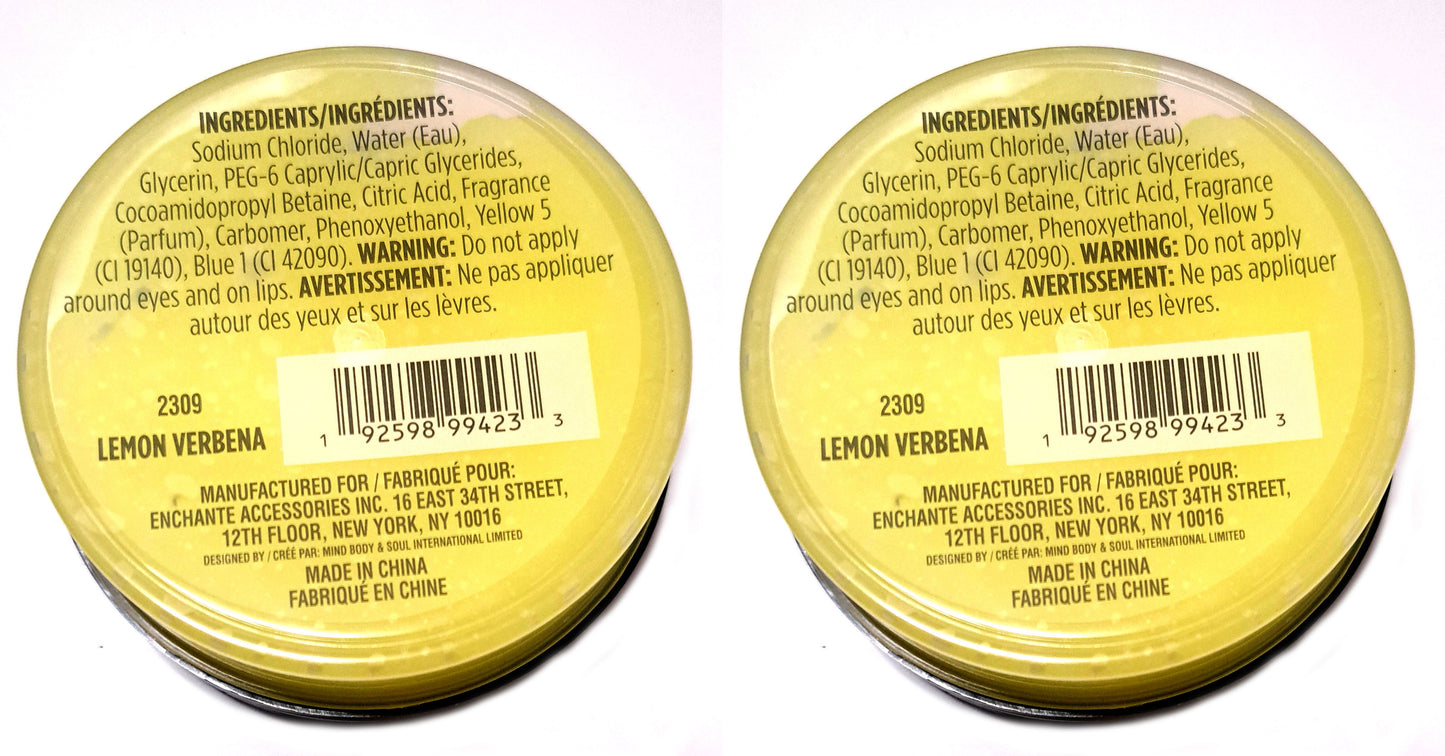 INGREDIENTS/INGRÉDIENTS:
Sodium Chloride, Water (Eau),
Glycerin, PEG-6 Caprylic/Capric Glycerides,
Cocoamidopropyl Betaine, Citric Acid, Fragrance
(Parfum), Carbomer, Phenoxyethanol, Yellow 5
(CI 19140), Blue 1 (CI 42090). WARNING: Do not apply
around eyes and on lips. AVERTISSEMENT: Ne pas appliquer
autour des yeux et sur les lèvres.
2309
LEMON VERBENA
1 92598 99423 3
MANUFACTURED FOR / FABRIQUÉ POUR:
ENCHANTE ACCESSORIES INC. 16 EAST 34TH STREET,
12TH FLOOR, NEW YORK, NY 10016
DESIGNED BY / CRÉÉ PAR: MIND BODY & SOUL INTERNATIONAL LIMITED
MADE IN CHINA
FABRIQUÉ EN CHINE
INGREDIENTS/INGRÉDIENTS:
Sodium Chloride, Water (Eau),
Glycerin, PEG-6 Caprylic/Capric Glycerides,
Cocoamidopropyl Betaine, Citric Acid, Fragrance
(Parfum), Carbomer, Phenoxyethanol, Yellow 5
(CI 19140), Blue 1 (CI 42090). WARNING: Do not apply
around eyes and on lips. AVERTISSEMENT: Ne pas appliquer
autour des yeux et sur les lèvres.
2309
LEMON VERBENA
1 92598 99423 3
MANUFACTURED FOR / FABRIQUÉ POUR:
ENCHANTE ACCESSORIES INC. 16 EAST 34TH STREET,
12TH FLOOR, NEW YORK, NY 10016
DESIGNED BY / CRÉÉ PAR: MIND BODY & SOUL INTERNATIONAL LIMITED
MADE IN CHINA
FABRIQUÉ EN CHINE